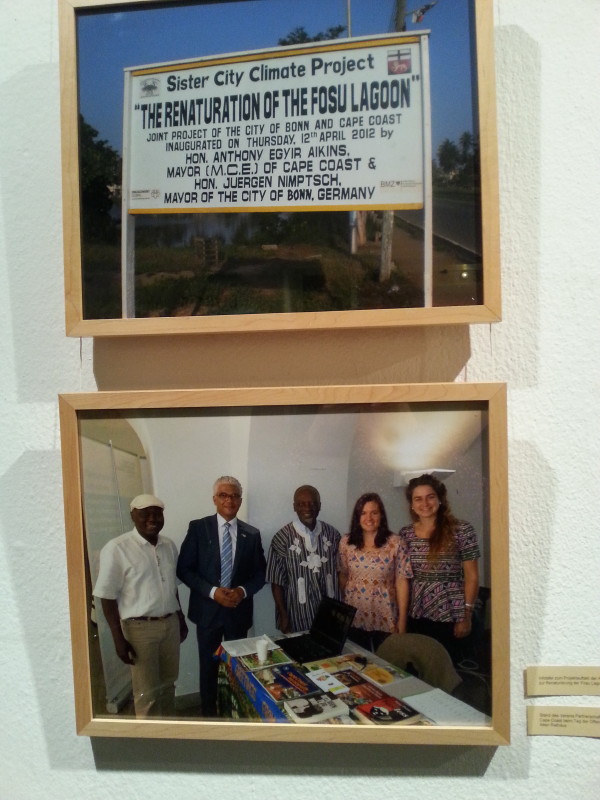 Sister City Climate Project
"THE RENATURATION OF THE FOSU LAGOON"
JOINT PROJECT OF THE CITY OF BONN AND CAPE COAST
INAUGURATED ON THURSDAY, 12th APRIL 2012 by
HON. ANTHONY EGYIR AIKINS,
MAYOR (M.C.E.) OF CAPE COAST &
HON. JUERGEN NIMPTSCH,
MAYOR OF THE CITY OF BONN, GERMANY
BMZ